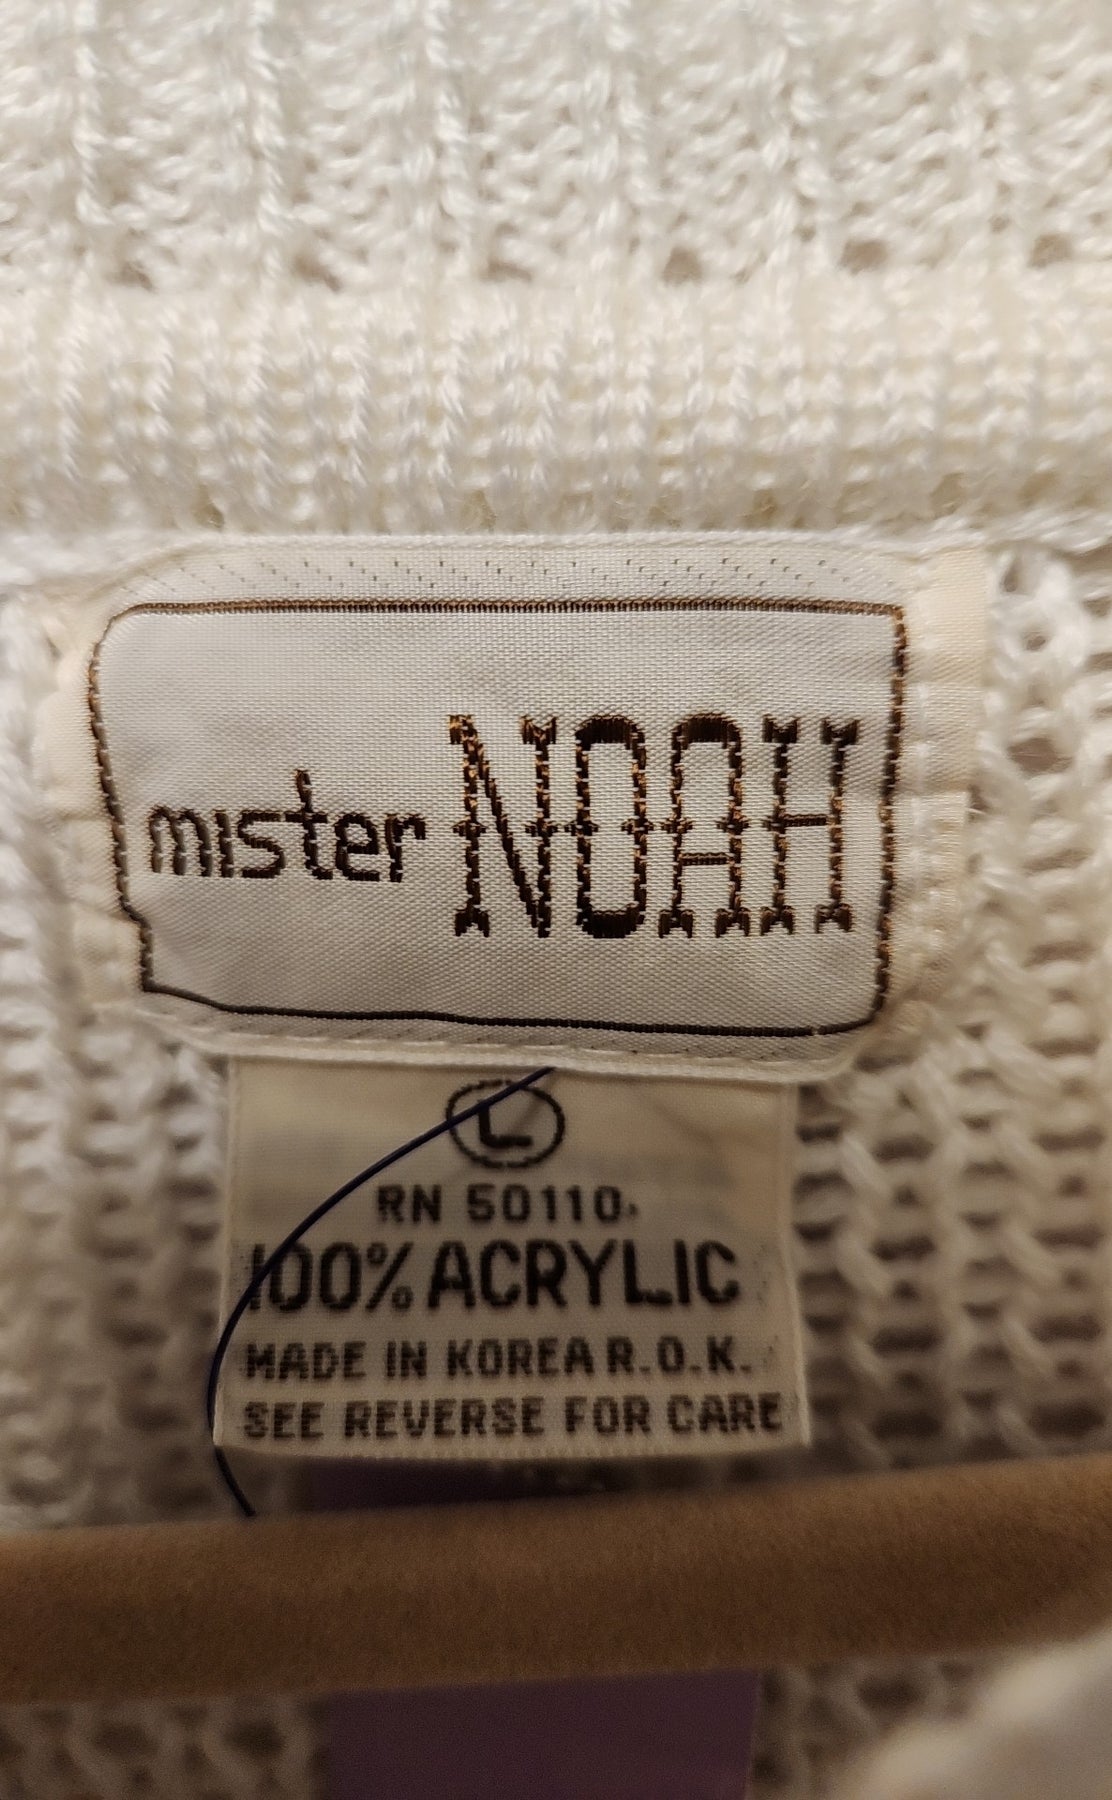 mister NOAH
L
RN 50110
100% ACRYLIC
MADE IN KOREA R.O.K.
SEE REVERSE FOR CARE